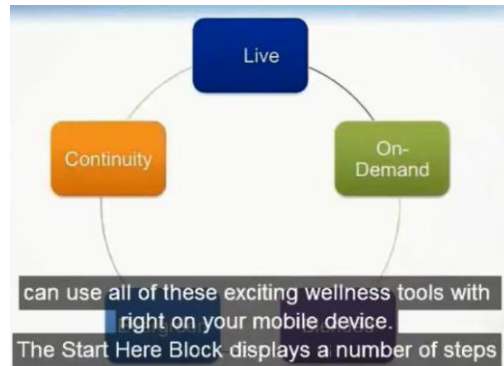 Live
Continuity
On-
Demand
can use all of these exciting wellness tools with
right on your mobile device.
The Start Here Block displays a number of steps